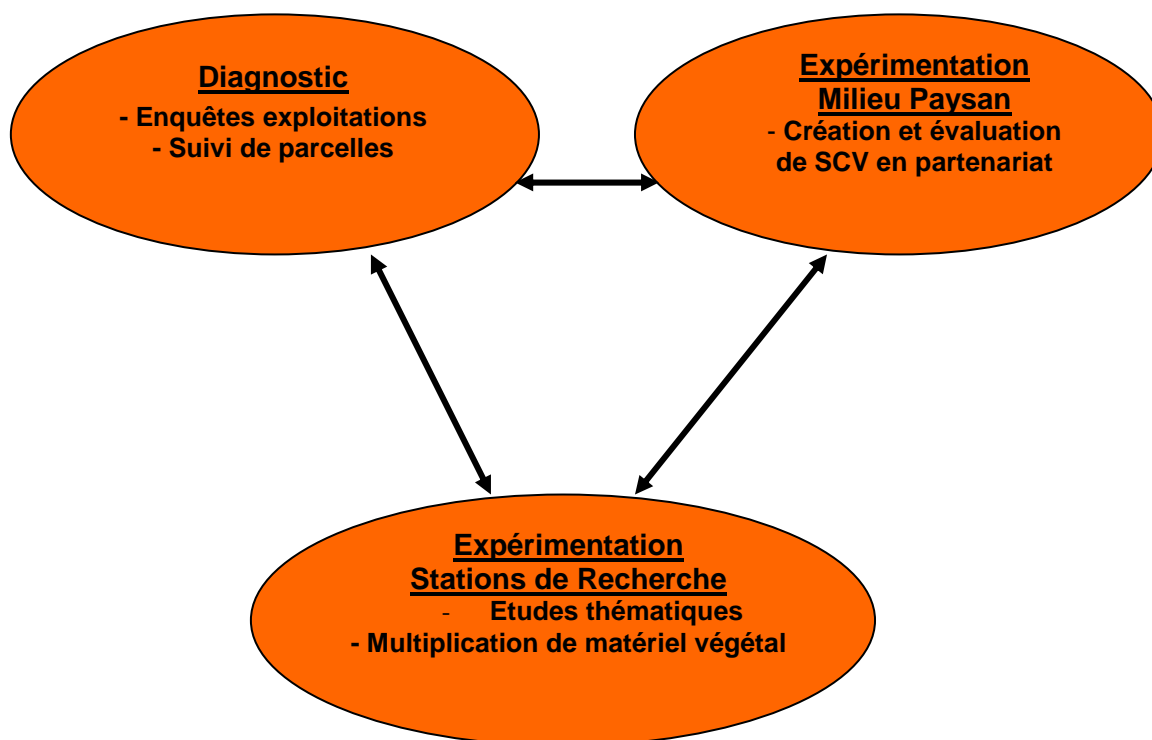 Diagnostic
- Enquêtes exploitations
- Suivi de parcelles
Expérimentation
Milieu Paysan
- Création et évaluation
de SCV en partenariat
Expérimentation
Stations de Recherche
- Etudes thématiques
- Multiplication de matériel végétal